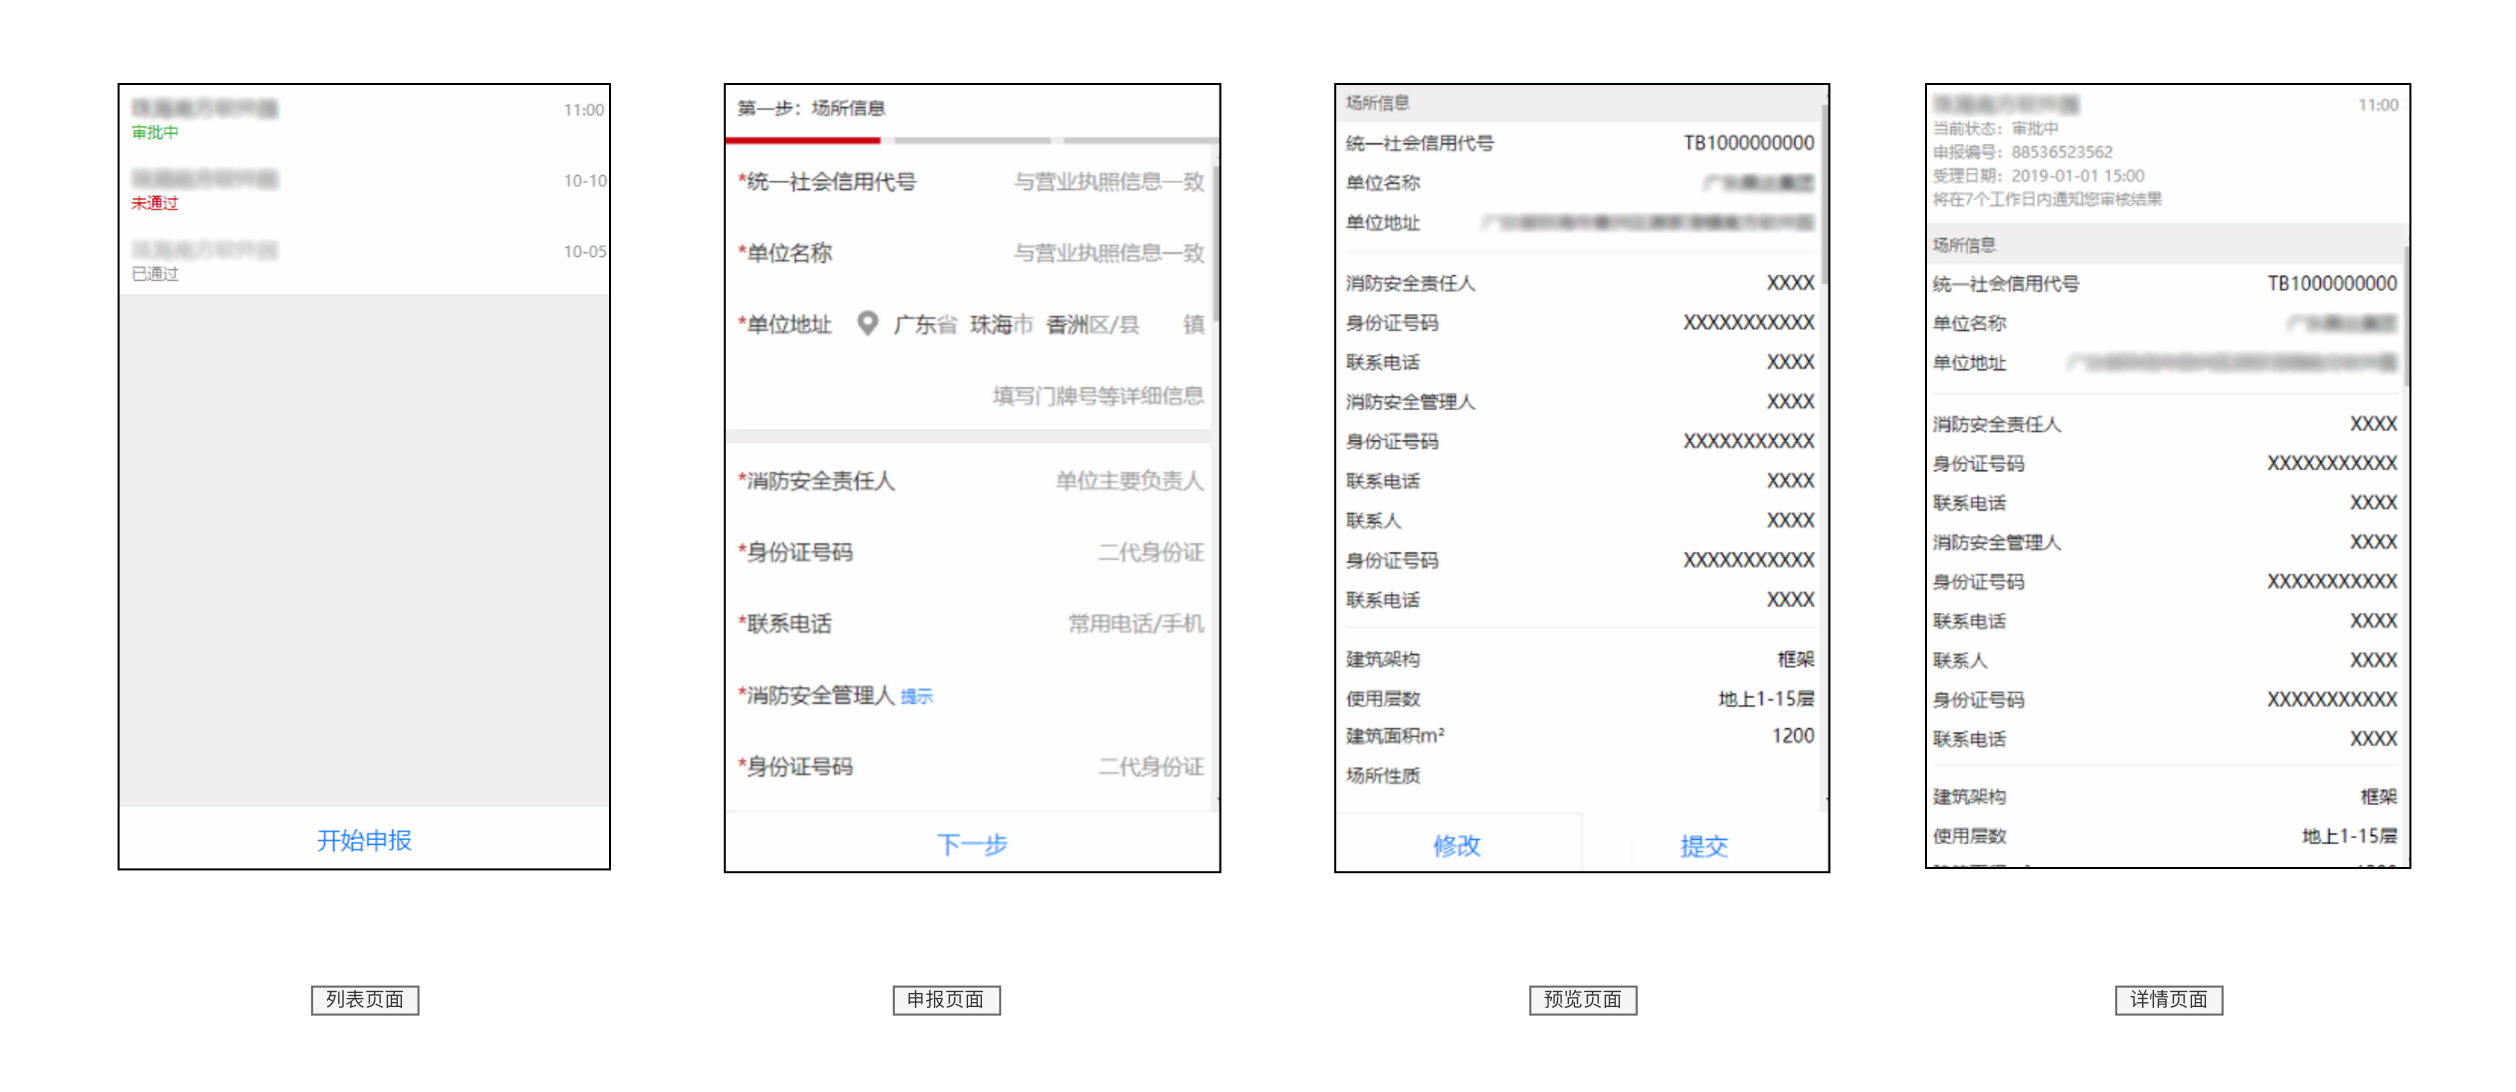 11:00
审批中
10-10
未通过
10-05
已通过
开始申报
列表页面
第一步：场所信息
*统一社会信用代号 与营业执照信息一致
*单位名称 与营业执照信息一致
*单位地址 广东省 珠海市 香洲区/县 镇
填写门牌号等详细信息
*消防安全责任人 单位主要负责人
*身份证号码 二代身份证
*联系电话 常用电话/手机
*消防安全管理人 提示
*身份证号码 二代身份证
下一步
申报页面
场所信息
统一社会信用代号 TB1000000000
单位名称
单位地址
消防安全责任人 XXXX
身份证号码 XXXXXXXXXXX
联系电话 XXXX
消防安全管理人 XXXX
身份证号码 XXXXXXXXXXX
联系电话 XXXX
联系人 XXXX
身份证号码 XXXXXXXXXXX
联系电话 XXXX
建筑架构 框架
使用层数 地上1-15层
建筑面积m² 1200
场所性质
修改 提交
预览页面
11:00
当前状态：审批中
申报编号：88536523562
受理日期：2019-01-01 15:00
将在7个工作日内通知您审核结果
场所信息
统一社会信用代号 TB1000000000
单位名称
单位地址
消防安全责任人 XXXX
身份证号码 XXXXXXXXXXX
联系电话 XXXX
消防安全管理人 XXXX
身份证号码 XXXXXXXXXXX
联系电话 XXXX
联系人 XXXX
身份证号码 XXXXXXXXXXX
联系电话 XXXX
建筑架构 框架
使用层数 地上1-15层
详情页面